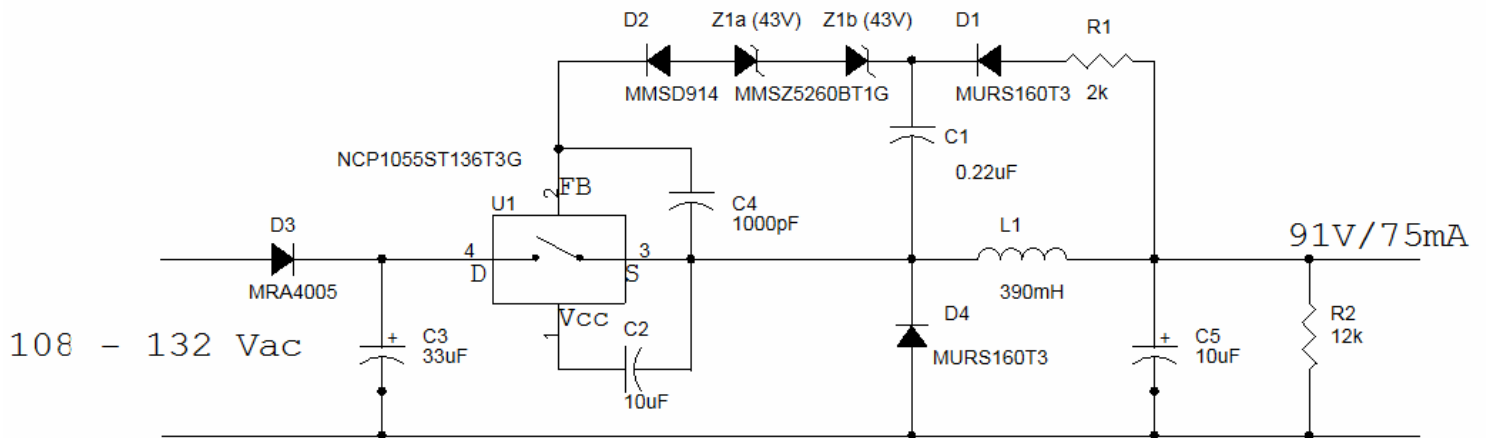 D2
Z1a (43V)
Z1b (43V)
D1
R1
MMSD914
MMSZ5260BT1G
MURS160T3
2k
C1
0.22uF
NCP1055ST136T3G
2
FB
U1
C4
1000pF
D3
4
D
3
S
L1
91V/75mA
MRA4005
390mH
Vcc
1
C2
10uF
D4
MURS160T3
108 - 132 Vac
+
C3
33uF
+
C5
10uF
R2
12k